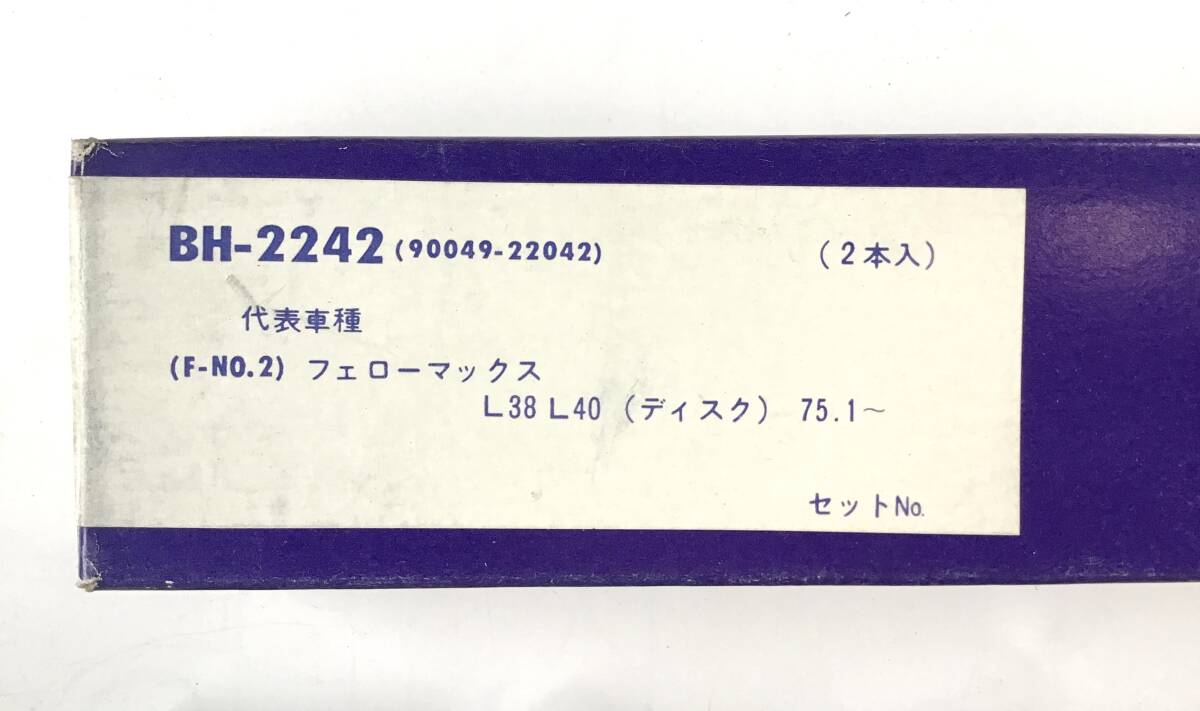 BH-2242 (90049-22042) (2本入)
代表車種
(F-NO.2) フェローマックス
L38 L40 (ディスク) 75.1~
セットNo.